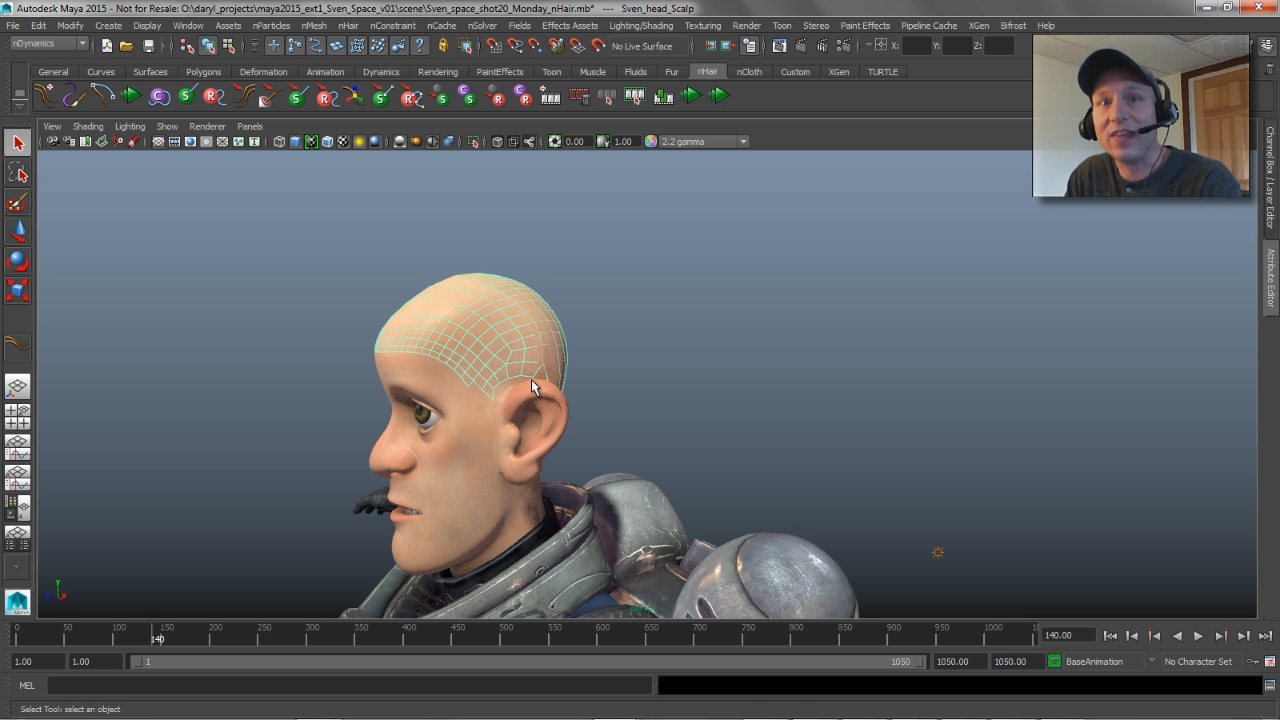 Autodesk Maya 2015 - Not for Resale: O:\daryl_projects\maya2015_ext1_Sven_Space_v01\scene\Sven_space_shot20_Monday_nHair.mb* --- Sven_head_Scalp
File Edit Modify Create Display Window Assets nParticles nMesh nHair nConstraint nCache nSolver Fields Effects Assets Lighting/Shading Texturing Render Toon Stereo Paint Effects Pipeline Cache XGen Bifrost Help
nDynamics No Live Surface X: Y: Z:
General Curves Surfaces Polygons Deformation Animation Dynamics Rendering PaintEffects Toon Muscle Fluids Fur nHair nCloth Custom XGen TURTLE
View Shading Lighting Show Renderer Panels
0.00 1.00 2.2 gamma
Channel Box / Layer Editor
Attribute Editor
y
MAYA
0 50 100 150 200 250 300 350 400 450 500 550 600 650 700 750 800 850 900 950 1000
140 140.00
1.00 1.00 1 1050 1050.00 1050.00 BaseAnimation No Character Set
MEL
Select Tool: select an object